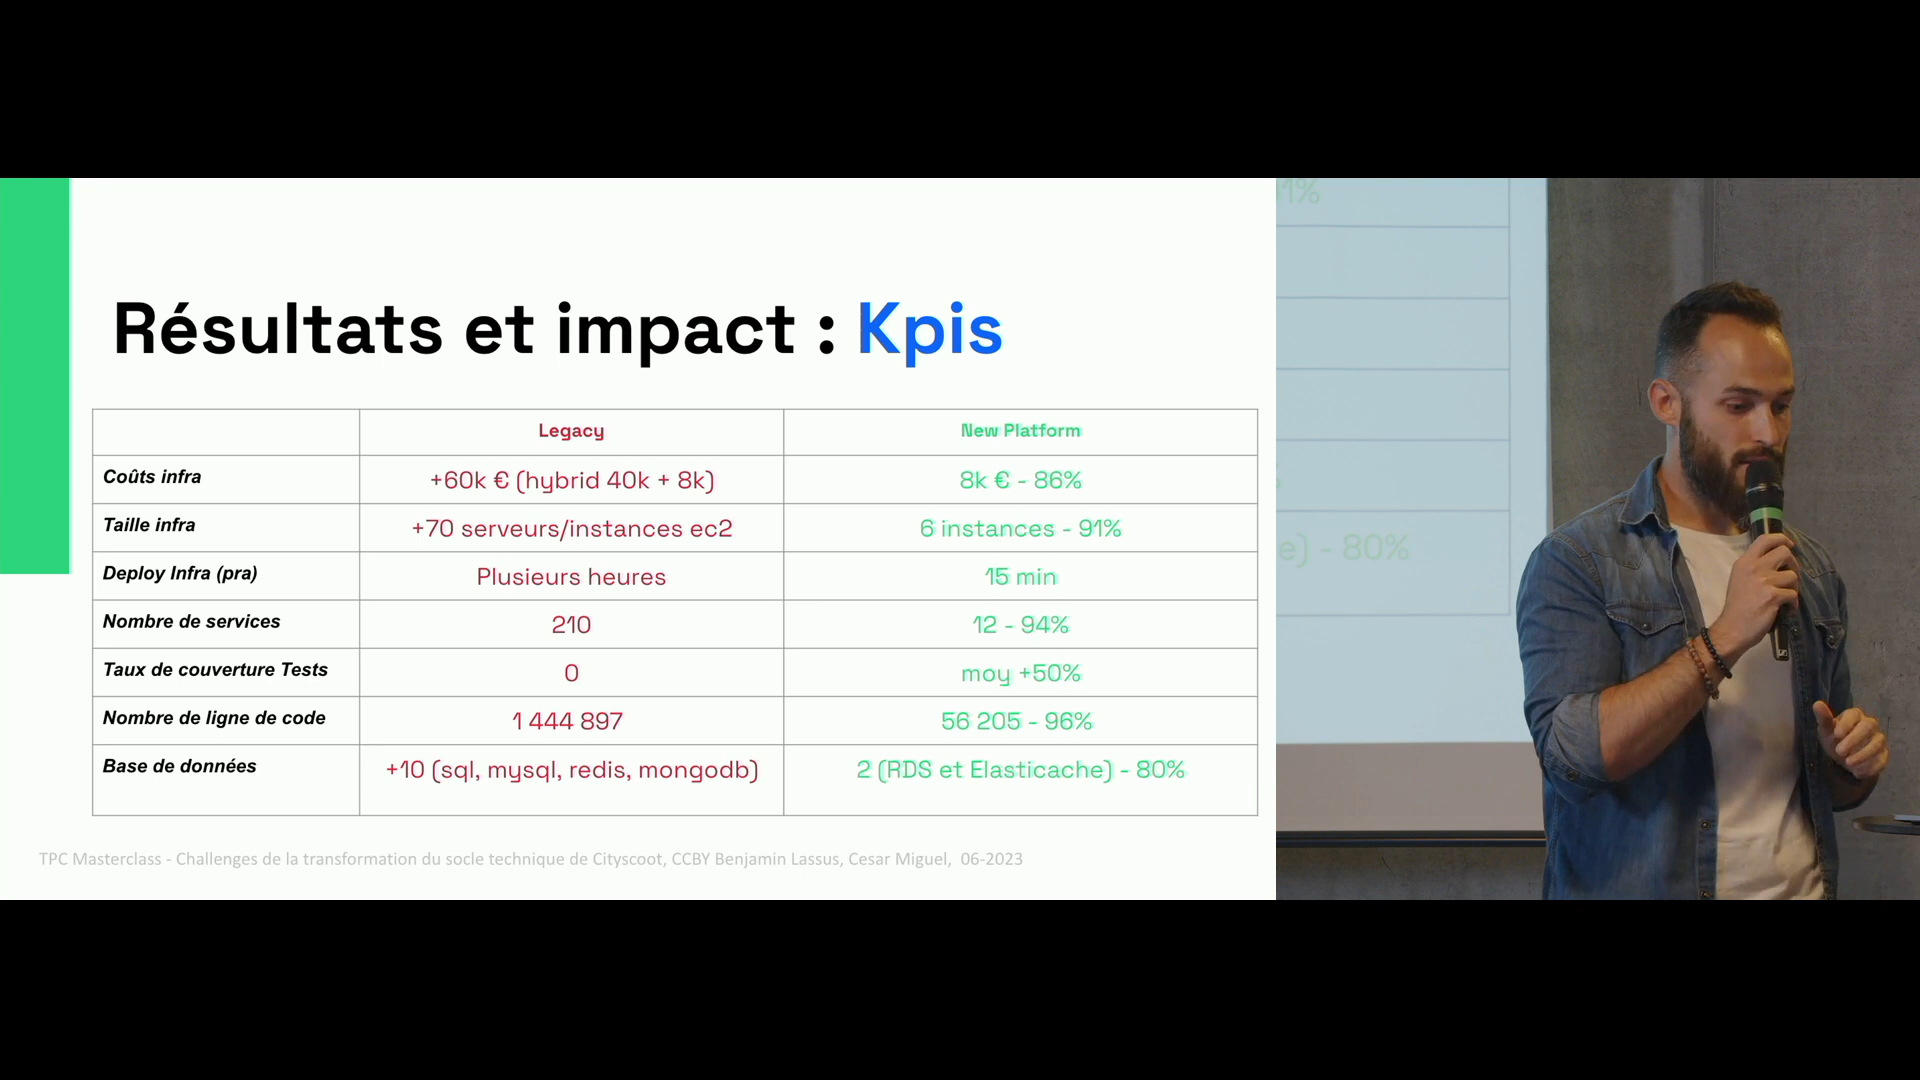 Résultats et impact : Kpis
Legacy New Platform
Coûts infra +60k € (hybrid 40k + 8k) 8k € - 86%
Taille infra +70 serveurs/instances ec2 6 instances - 91%
Deploy Infra (pra) Plusieurs heures 15 min
Nombre de services 210 12 - 94%
Taux de couverture Tests 0 moy +50%
Nombre de ligne de code 1 444 897 56 205 - 96%
Base de données +10 (sql, mysql, redis, mongodb) 2 (RDS et Elasticache) - 80%
TPC Masterclass - Challenges de la transformation du socle technique de Cityscoot, CCBY Benjamin Lassus, Cesar Miguel, 06-2023
1%
e) - 80%